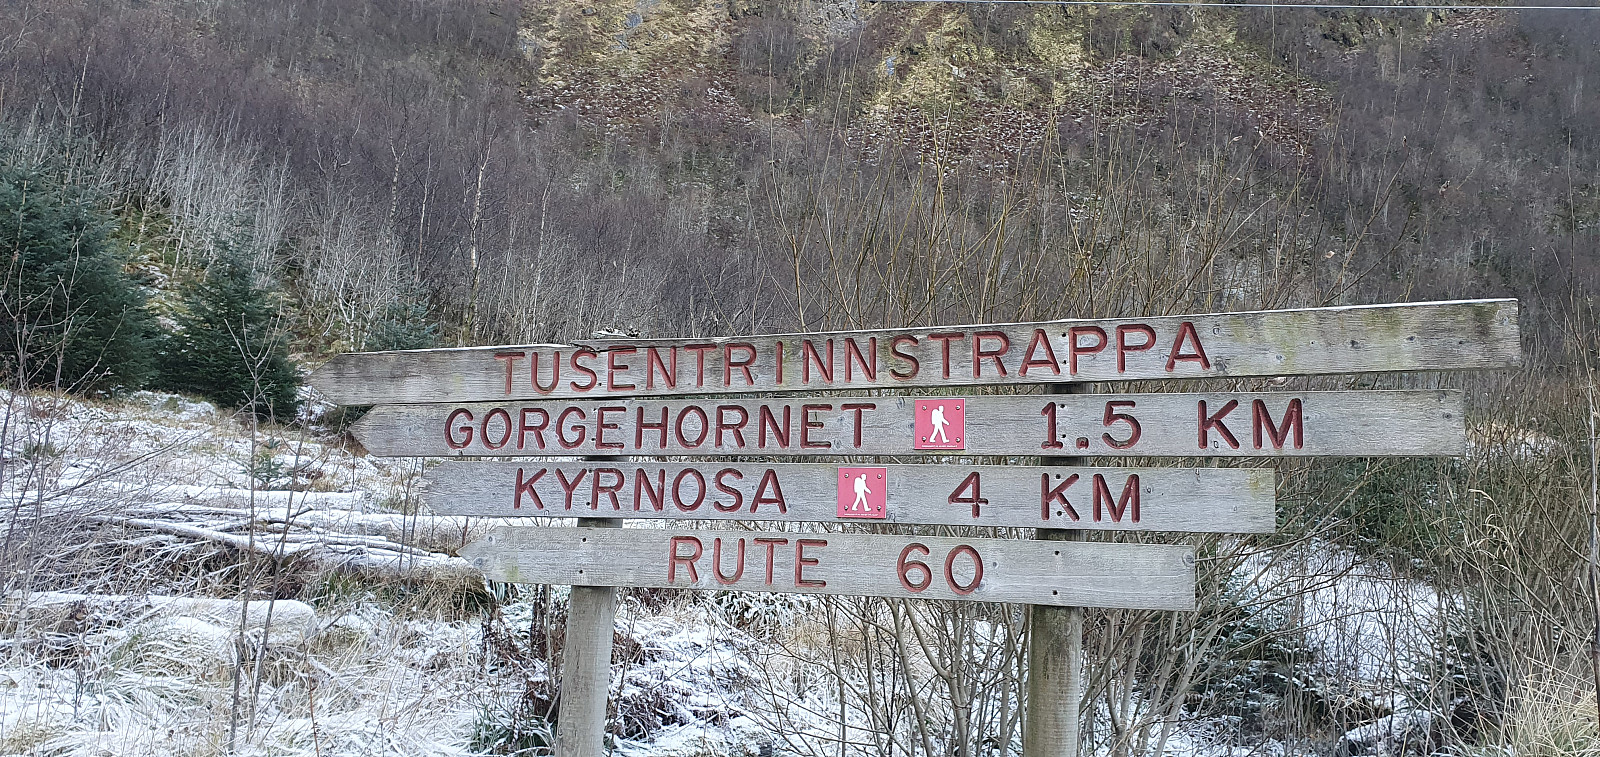 TUSENTRINNSTRAPPA
GORGEHORNET 1.5 KM
KYRNOSA 4 KM
RUTE 60